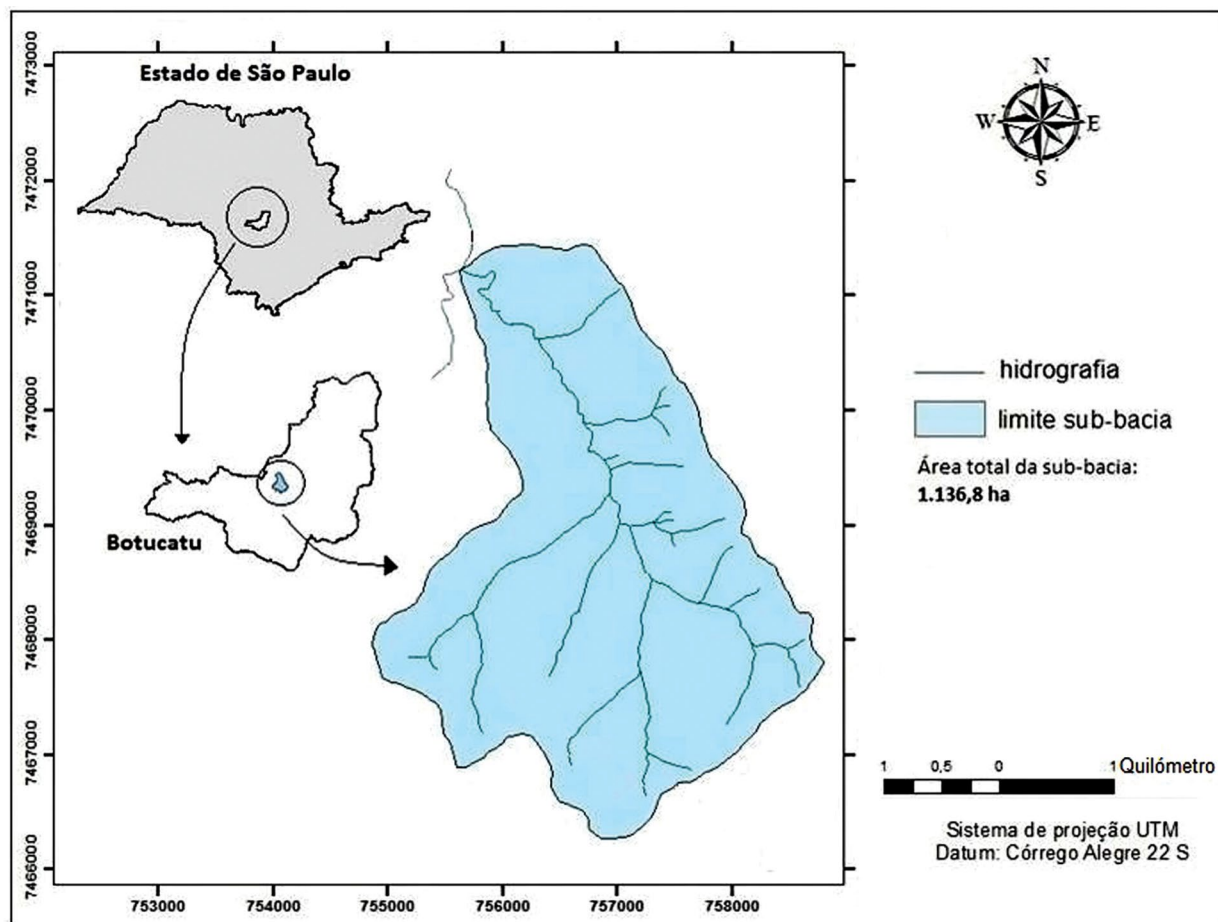 Estado de São Paulo
Botucatu
N
W
E
S
hidrografia
limite sub-bacia
Área total da sub-bacia:
1.136,8 ha
1 0,5 0 1 Quilómetro
Sistema de projeção UTM
Datum: Córrego Alegre 22 S
7473000
7472000
7471000
7470000
7469000
7468000
7467000
7466000
753000 754000 755000 756000 757000 758000